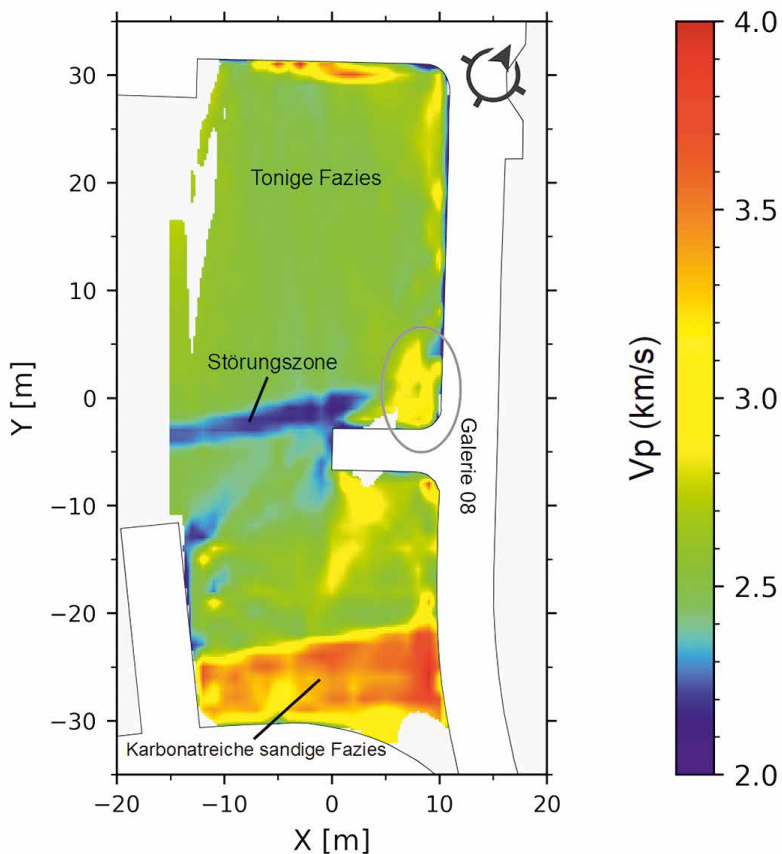 Tonige Fazies
Störungszone
Galerie 08
Karbonatreiche sandige Fazies
30
20
10
0
−10
−20
−30
Y [m]
−20
−10
0
10
20
X [m]
4.0
3.5
3.0
2.5
2.0
Vp (km/s)